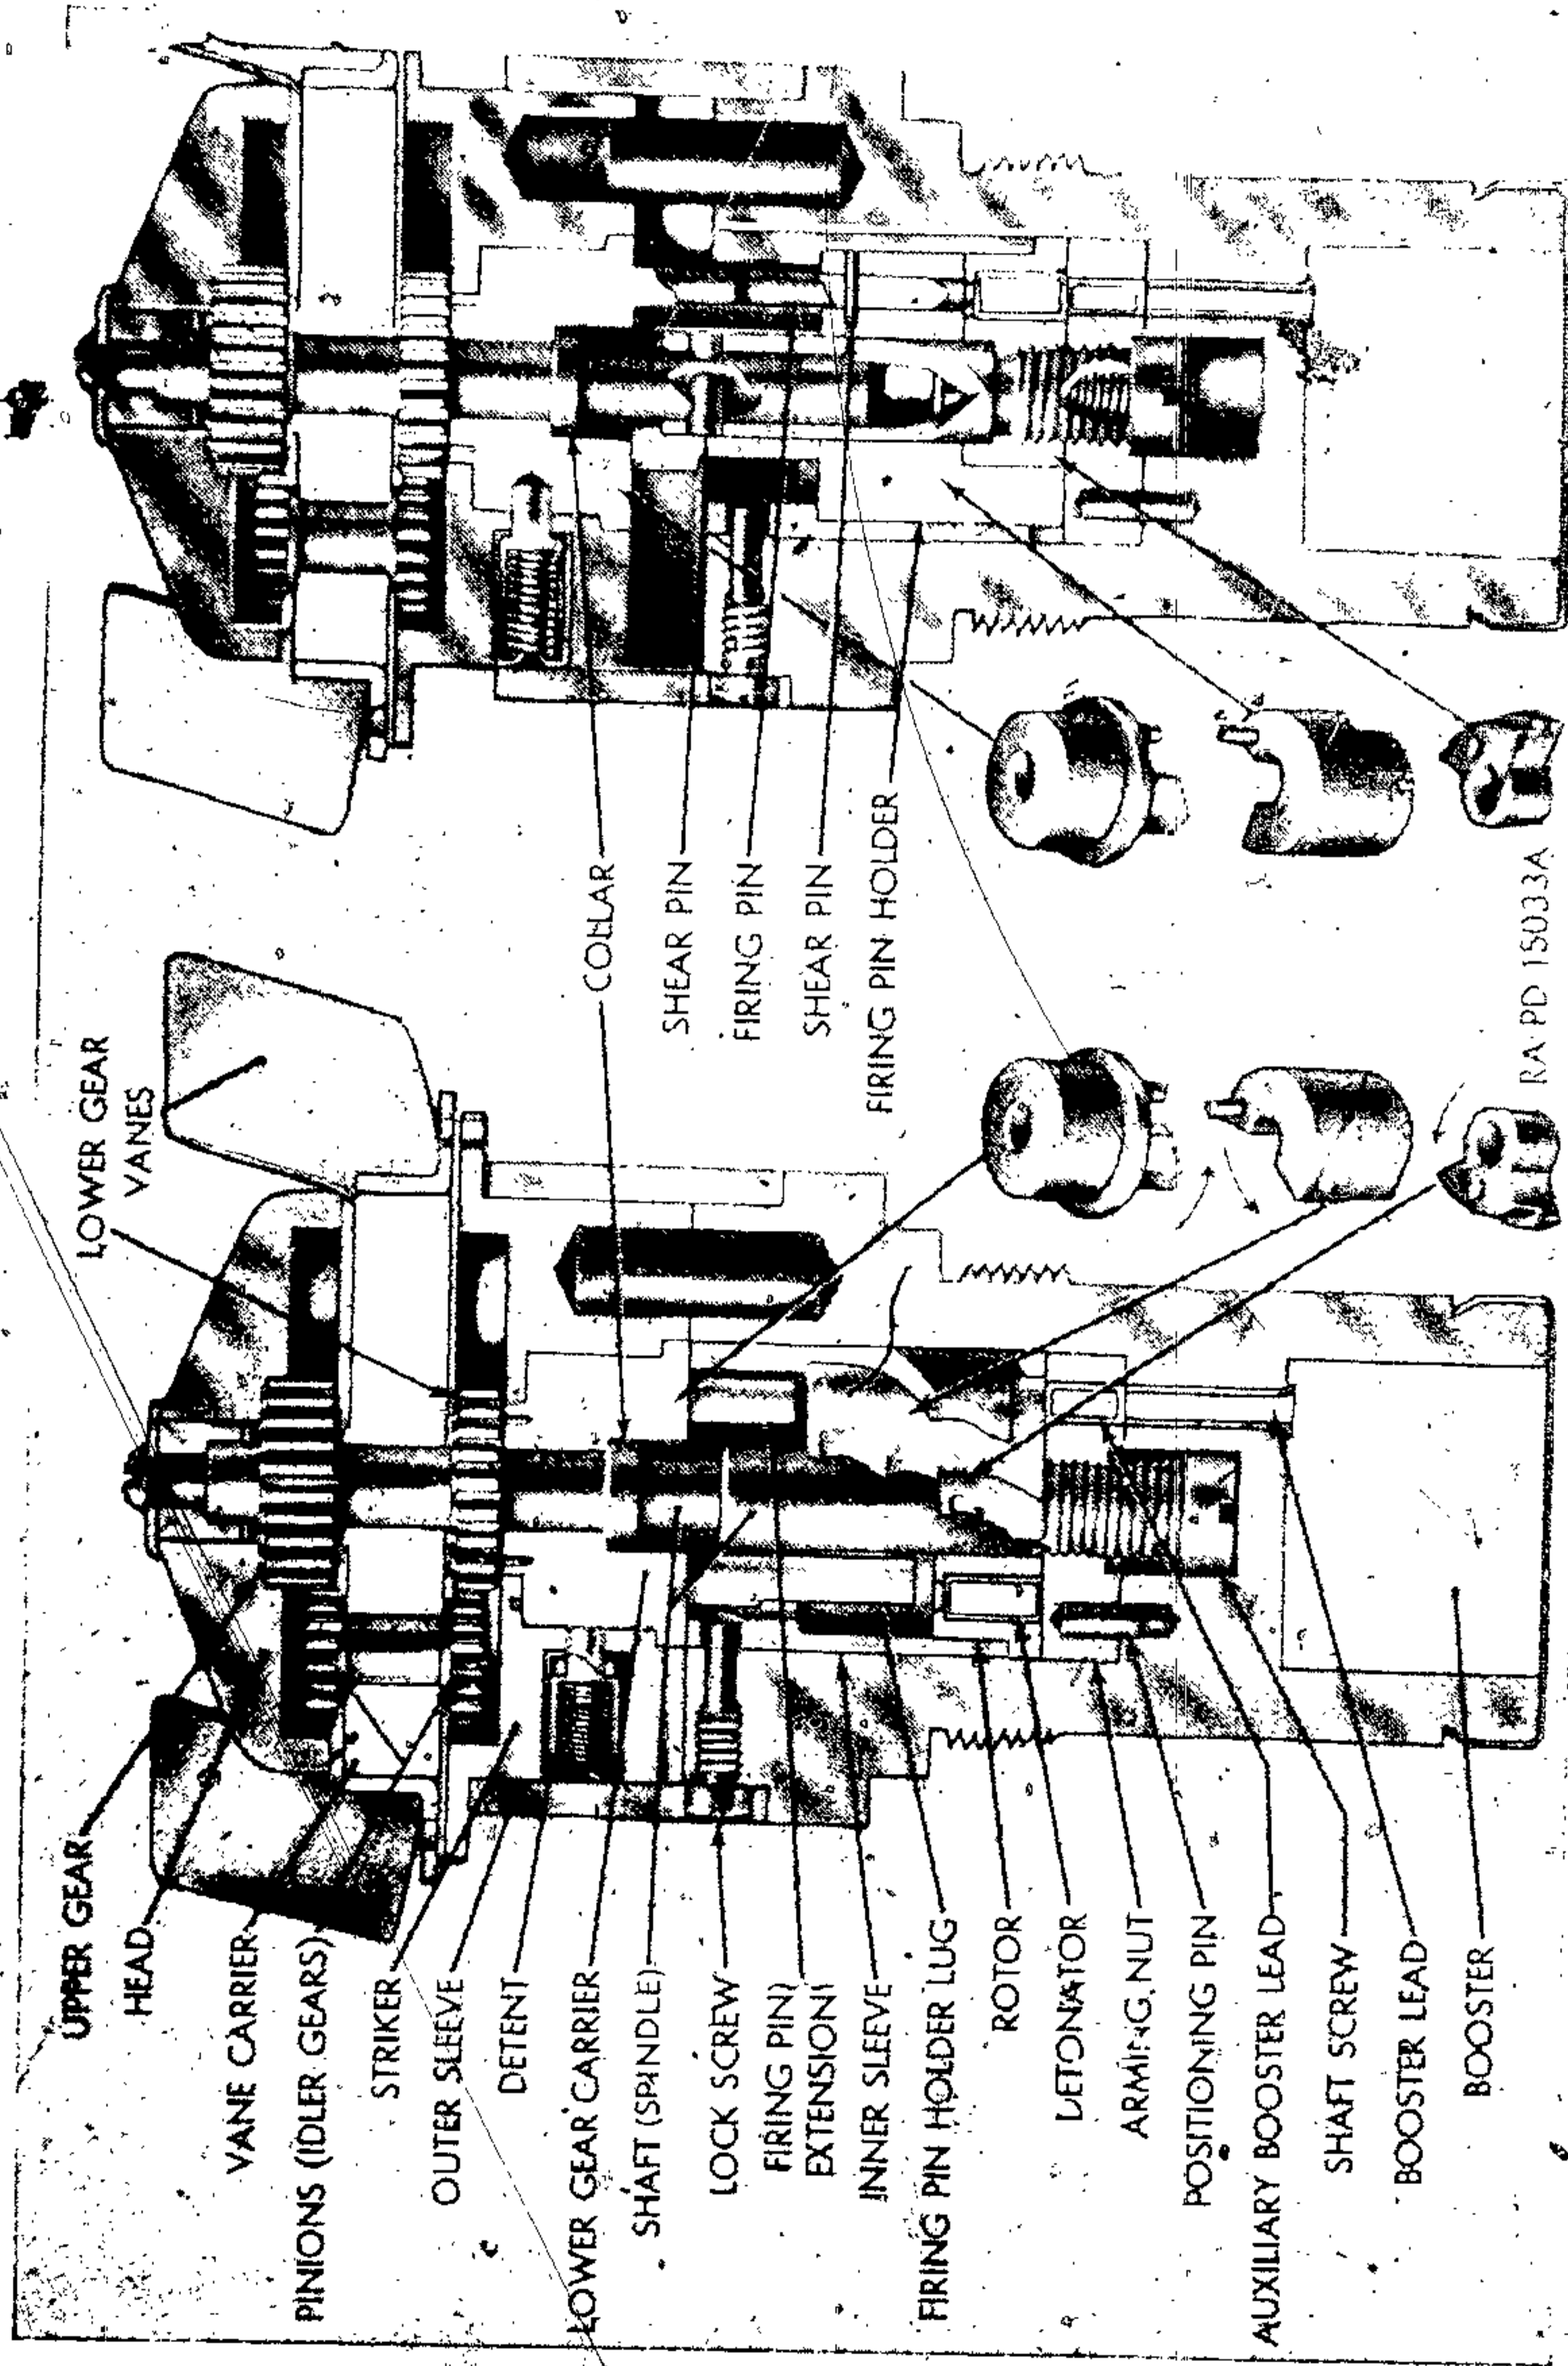 UPPER GEAR
HEAD
VANE CARRIER
PINIONS (IDLER GEARS)
STRIKER
OUTER SLEEVE
DETENT
LOWER GEAR CARRIER
SHAFT (SPINDLE)
LOCK SCREW
FIRING PIN
EXTENSION
INNER SLEEVE
FIRING PIN HOLDER LUG
ROTOR
DETONATOR
ARMING NUT
POSITIONING PIN
AUXILIARY BOOSTER LEAD
SHAFT SCREW
BOOSTER LEAD
BOOSTER
LOWER GEAR
VANES
COLLAR
SHEAR PIN
FIRING PIN
SHEAR PIN
FIRING PIN HOLDER
RA PD 15033A